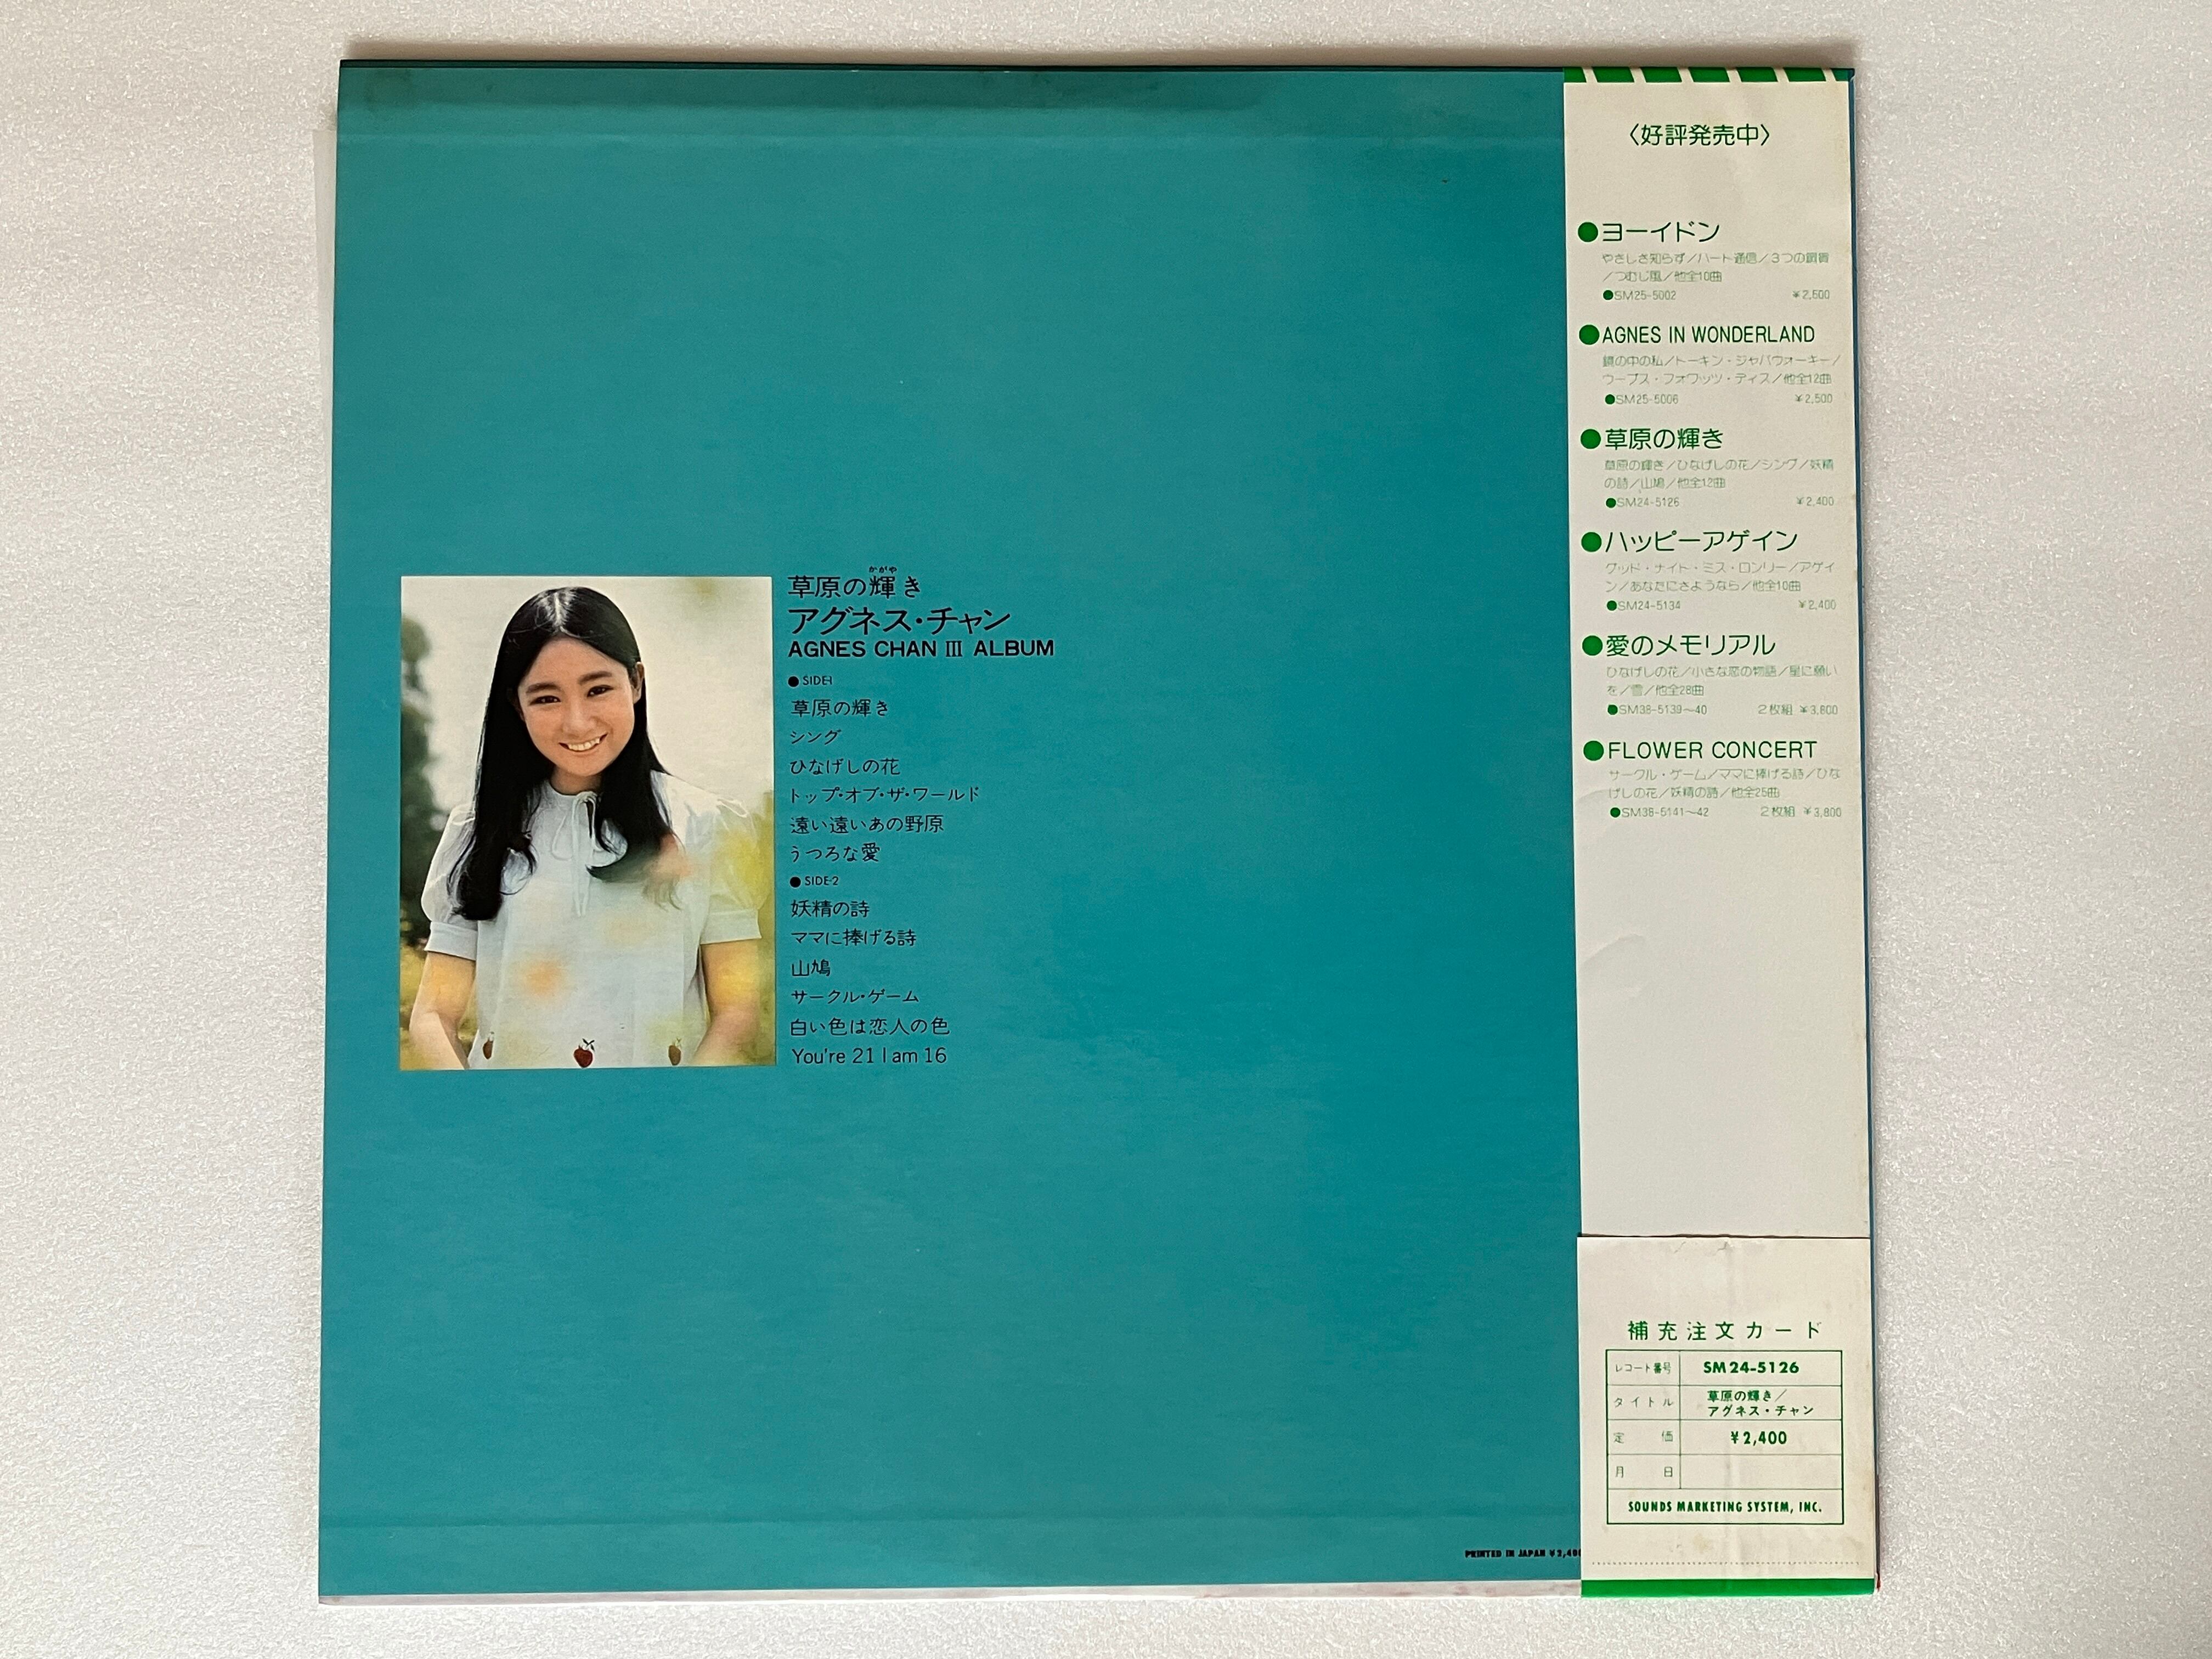 かがや
草原の輝き
アグネス・チャン
AGNES CHAN III ALBUM
●SIDE-1
草原の輝き
シング
ひなげしの花
トップ・オブ・ザ・ワールド
遠い遠いあの野原
うつろな愛
●SIDE-2
妖精の詩
ママに捧げる詩
山鳩
サークル・ゲーム
白い色は恋人の色
You're 21 I am 16
PRINTED IN JAPAN ¥2,40
〈好評発売中〉
●ヨーイドン
やさしさ知らず／ハート通信／3つの銅貨
／つむじ風／他全10曲
●SM25-5002 ¥2,500
●AGNES IN WONDERLAND
鏡の中の私／トーキン・ジャバウォーキー／
ウープス・フォワッツ・ディス／他全12曲
●SM25-5006 ¥2,500
●草原の輝き
草原の輝き／ひなげしの花／シング／妖精
の詩／山鳩／他全12曲
●SM24-5126 ¥2,400
●ハッピーアゲイン
グッド・ナイト・ミス・ロンリー／アゲイ
ン／あなたにさようなら／他全10曲
●SM24-5134 ¥2,400
●愛のメモリアル
ひなげしの花／小さな恋の物語／星に願い
を／雪／他全28曲
●SM38-5139〜40 2枚組 ¥3,800
●FLOWER CONCERT
サークル・ゲーム／ママに捧げる詩／ひな
げしの花／妖精の詩／他全25曲
●SM38-5141〜42 2枚組 ¥3,800
補充注文カード
レコード番号 SM24-5126
タイトル 草原の輝き／
アグネス・チャン
定価 ¥2,400
月日
SOUNDS MARKETING SYSTEM, INC.